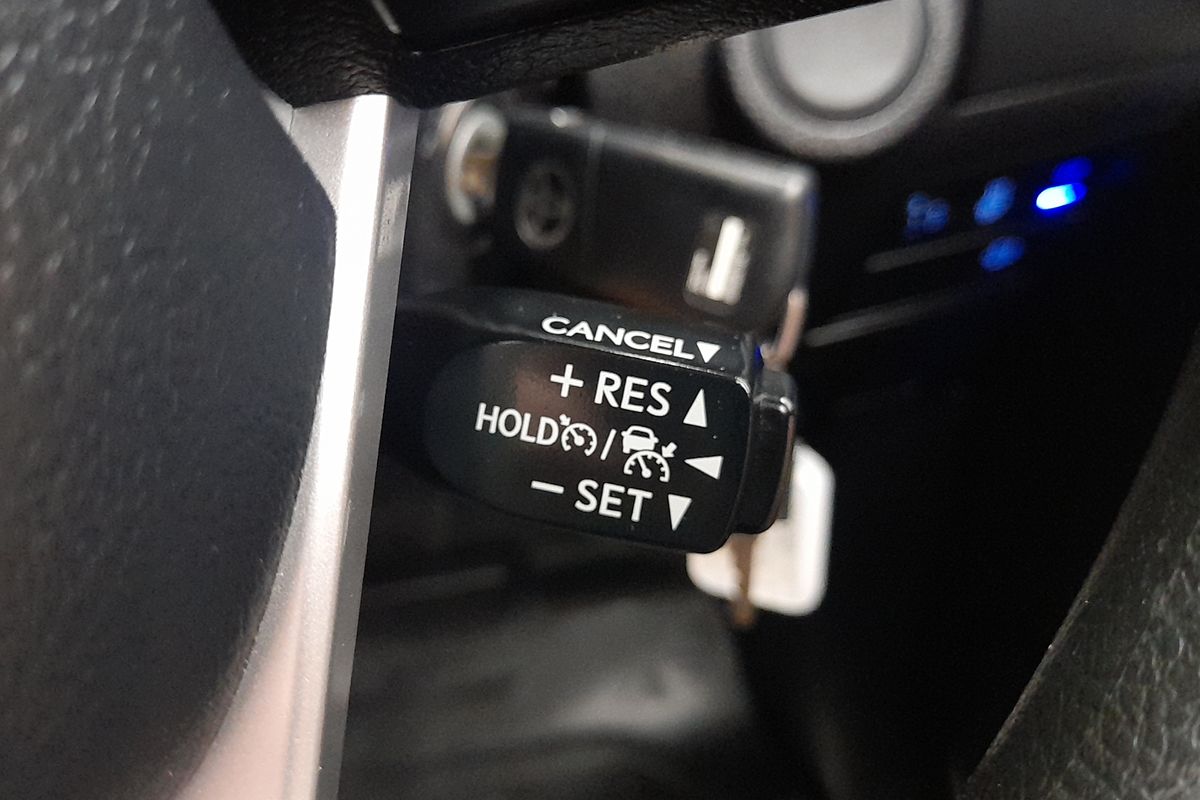 CANCEL▼
+ RES ▲
HOLD / ◀
− SET ▼